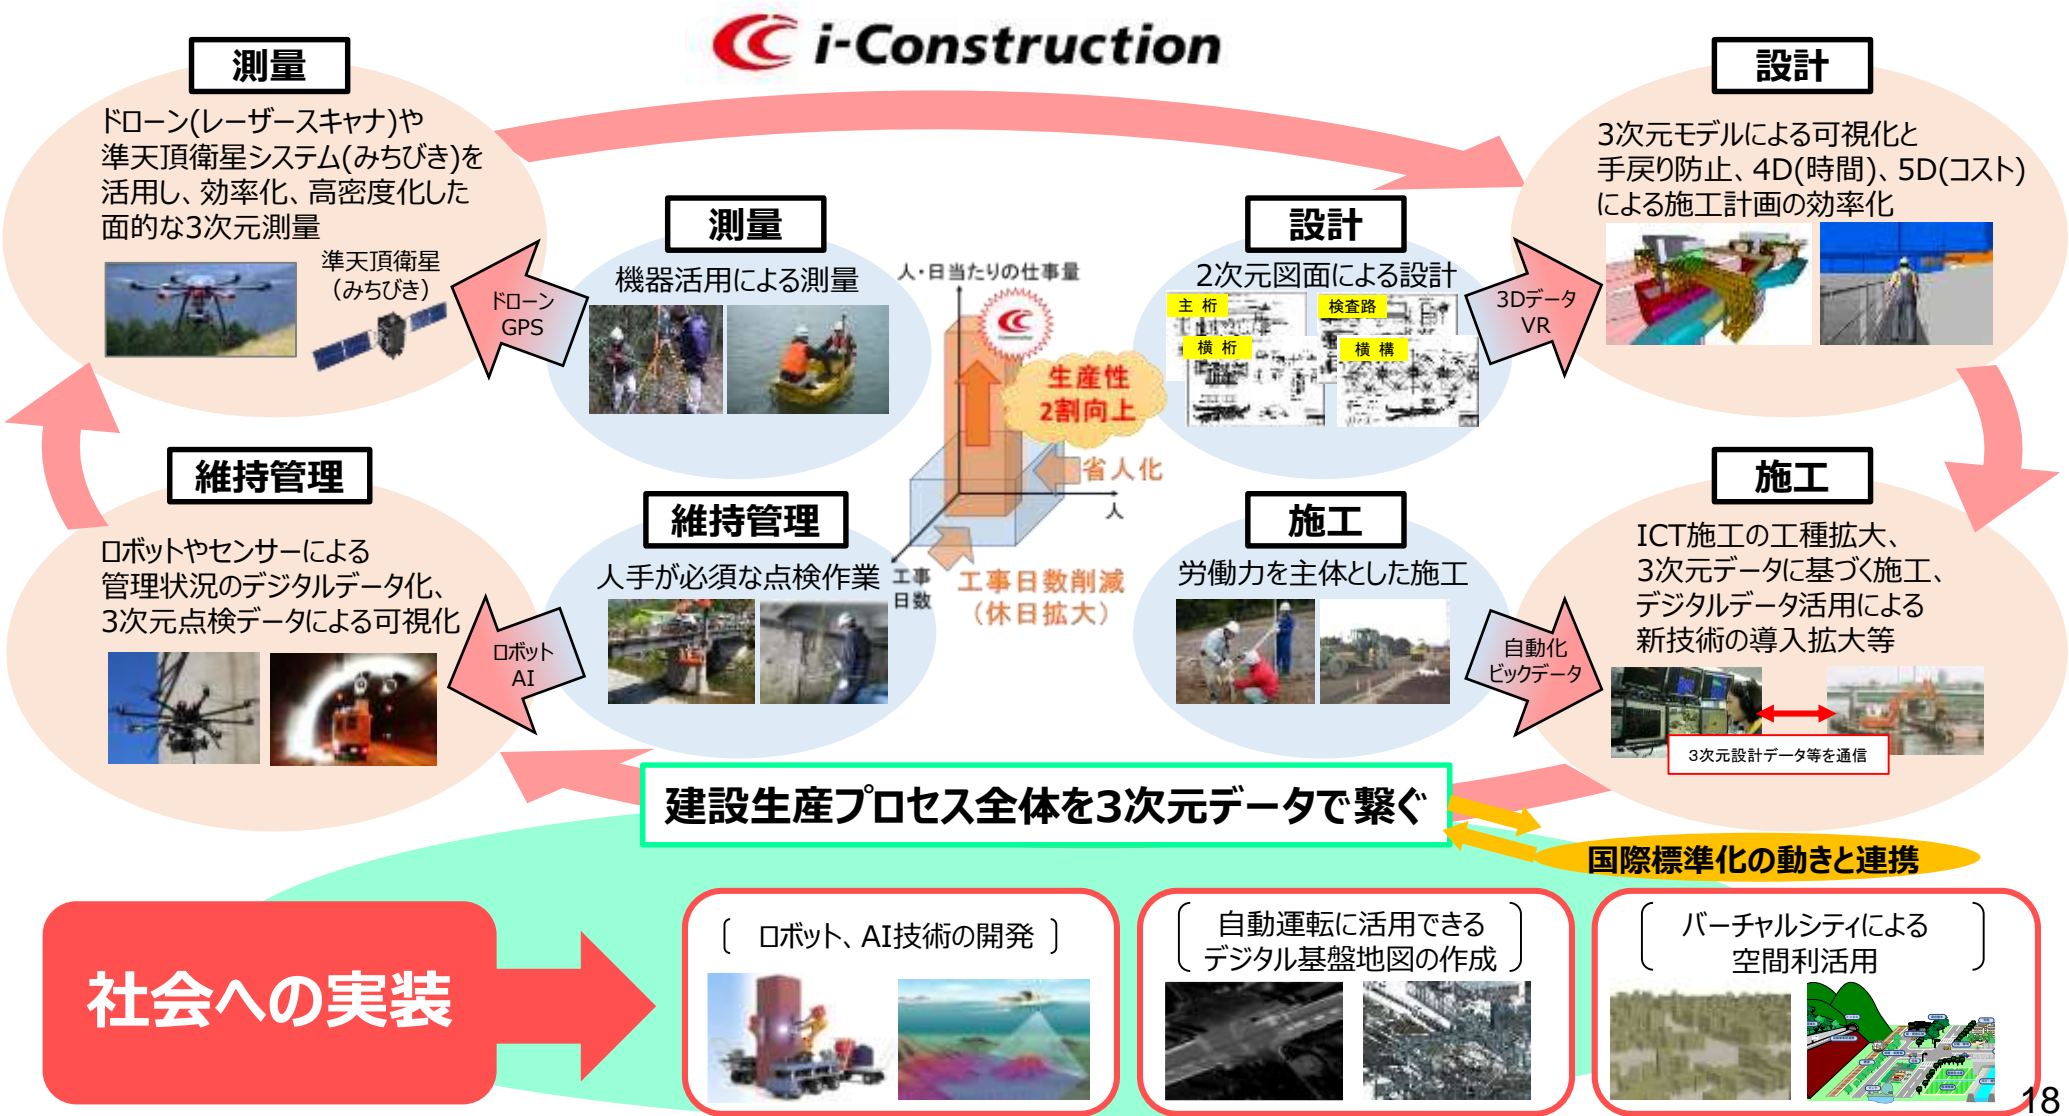 i-Construction
測量
ドローン(レーザースキャナ)や
準天頂衛星システム(みちびき)を
活用し、効率化、高密度化した
面的な3次元測量
準天頂衛星
(みちびき)
ドローン
GPS
測量
機器活用による測量
人・日当たりの仕事量
生産性
2割向上
省人化
人
工事
日数
工事日数削減
(休日拡大)
設計
2次元図面による設計
主 桁
検査路
横 桁
横 構
3Dデータ
VR
設計
3次元モデルによる可視化と
手戻り防止、4D(時間)、5D(コスト)
による施工計画の効率化
維持管理
ロボットやセンサーによる
管理状況のデジタルデータ化、
3次元点検データによる可視化
ロボット
AI
維持管理
人手が必須な点検作業
施工
労働力を主体とした施工
自動化
ビックデータ
施工
ICT施工の工種拡大、
3次元データに基づく施工、
デジタルデータ活用による
新技術の導入拡大等
3次元設計データ等を通信
建設生産プロセス全体を3次元データで繋ぐ
国際標準化の動きと連携
社会への実装
ロボット、AI技術の開発
自動運転に活用できる
デジタル基盤地図の作成
バーチャルシティによる
空間利活用
18